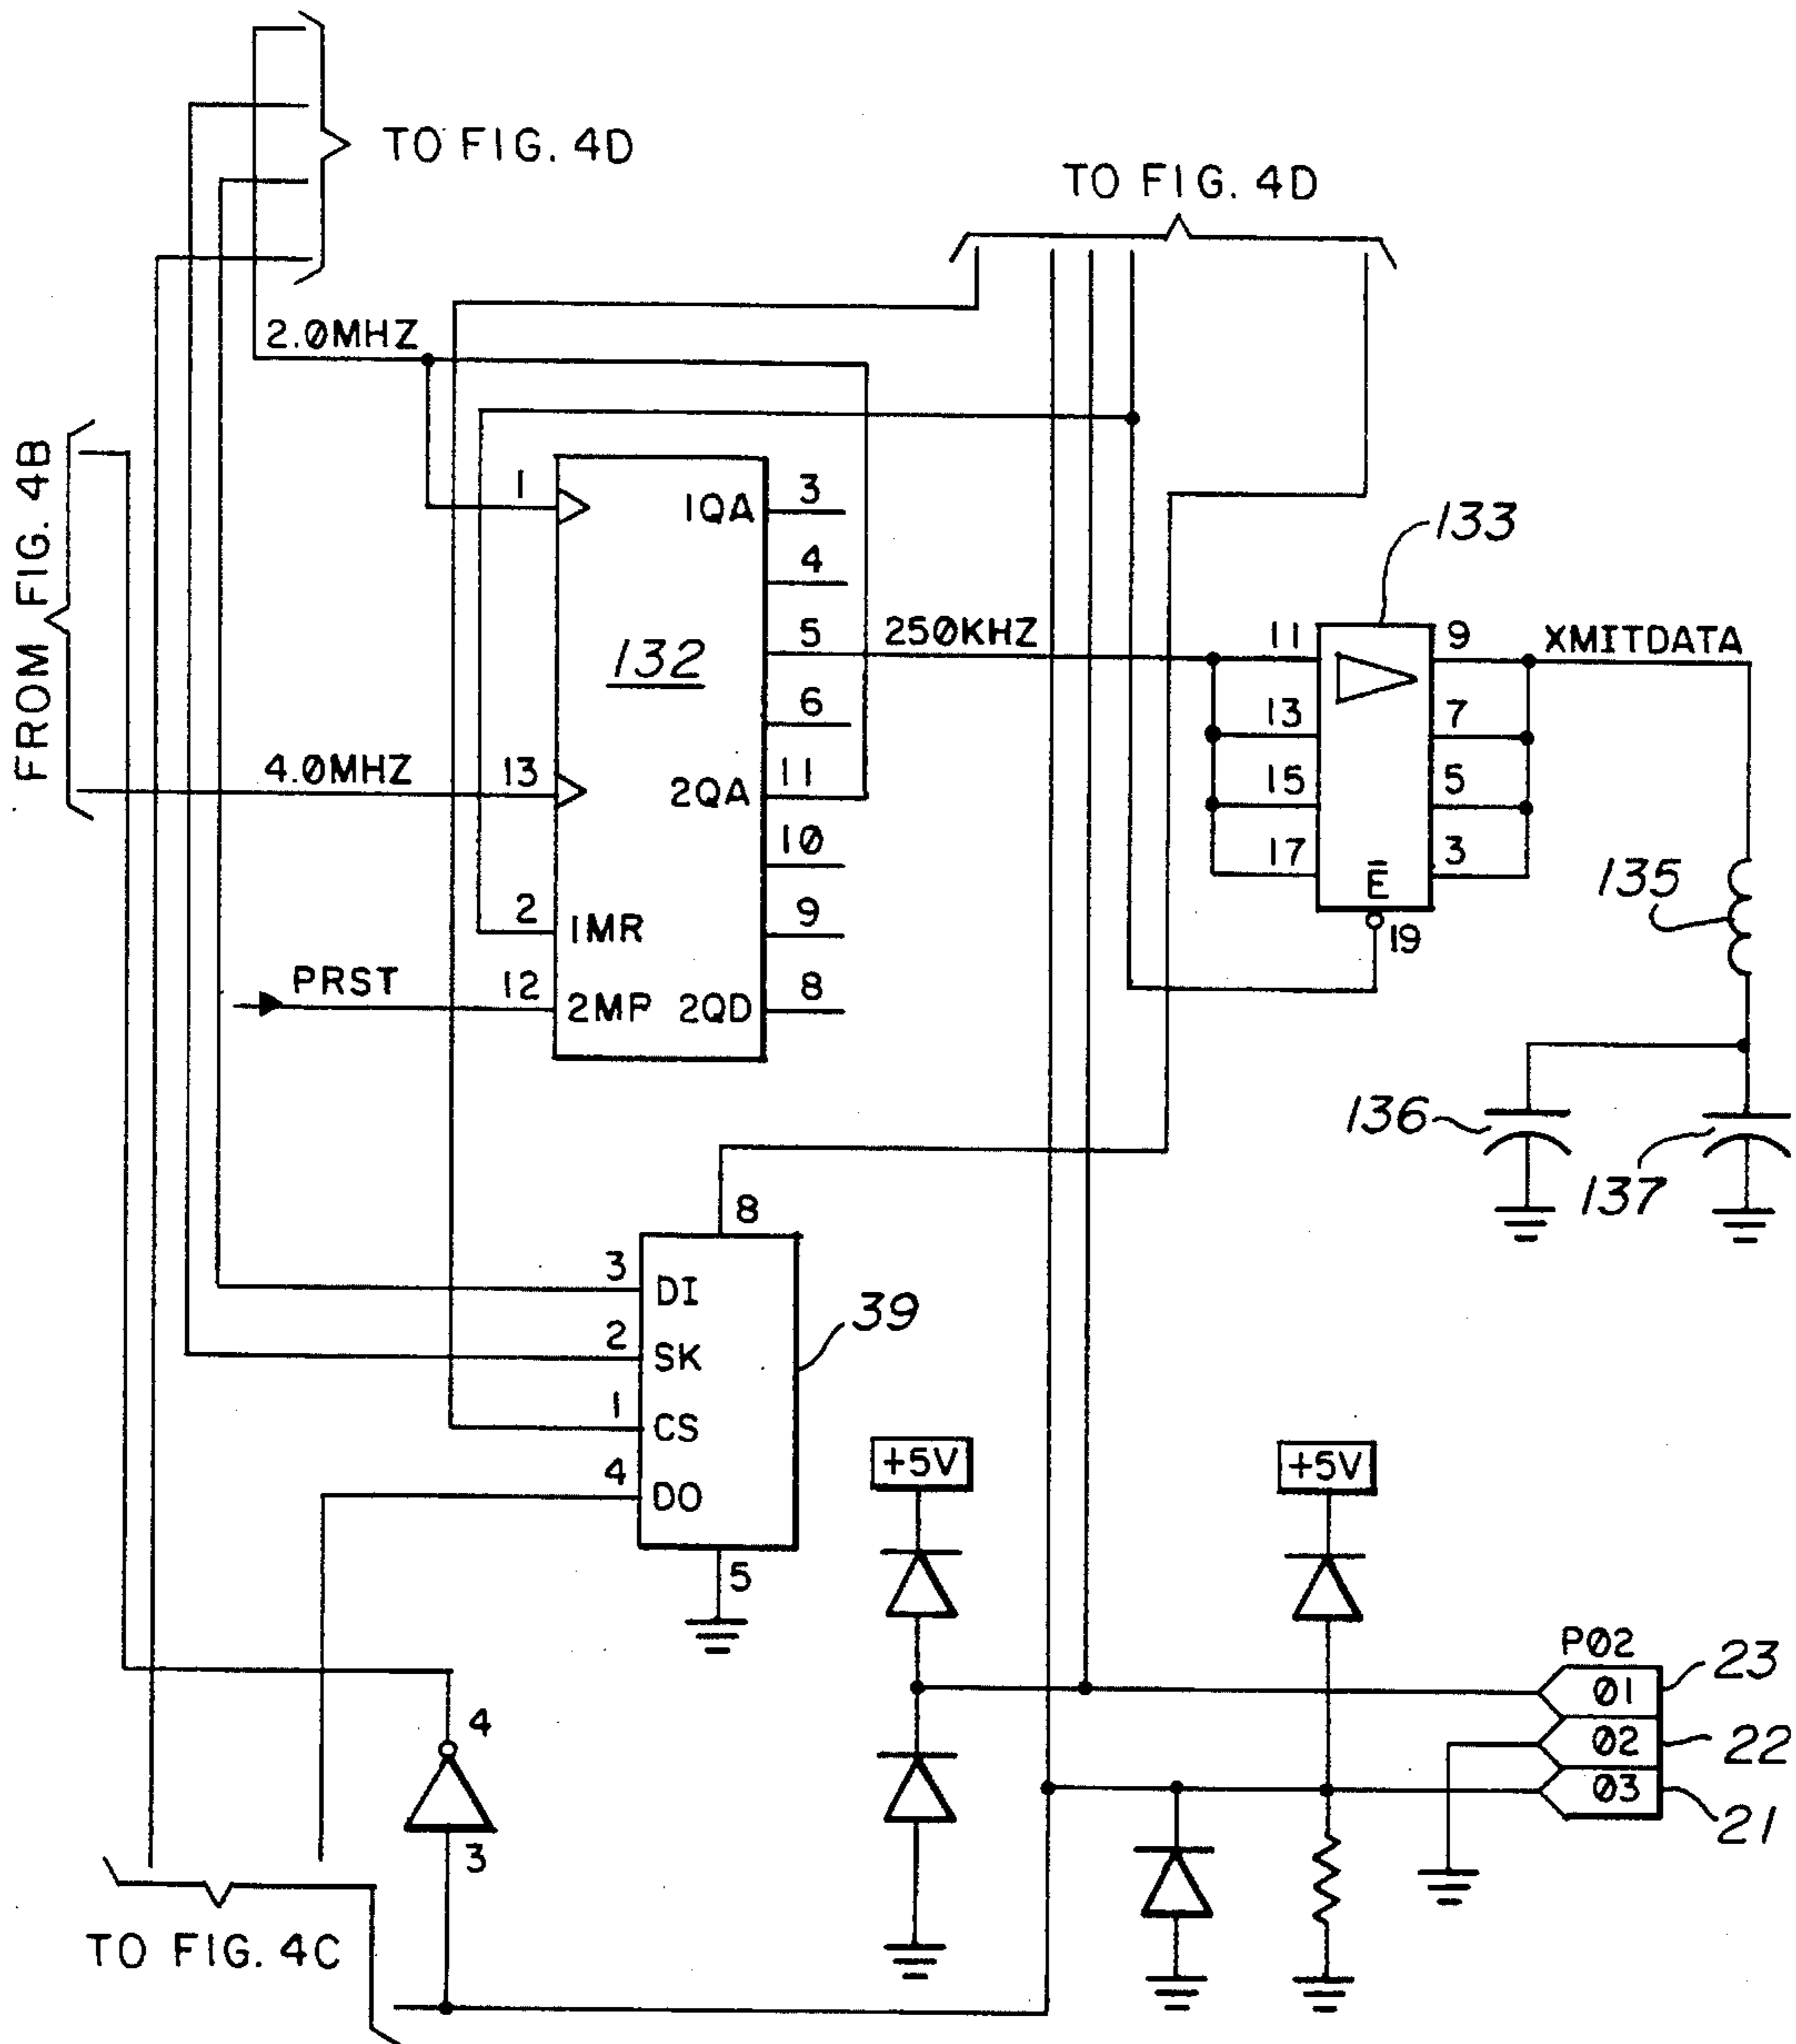 TO FIG. 4D
TO FIG. 4D
2.0MHZ
FROM FIG. 4B
1
1QA
3
4
133
5
250KHZ
11
9
XMITDATA
132
6
13
7
4.0MHZ
13
2QA
11
15
5
10
17
3
E̅
135
2
1MR
9
19
PRST
12
2MP
2QD
8
136
137
8
3
DI
39
2
SK
1
CS
4
DO
+5V
+5V
5
P02
01
23
4
02
22
03
21
3
TO FIG. 4C